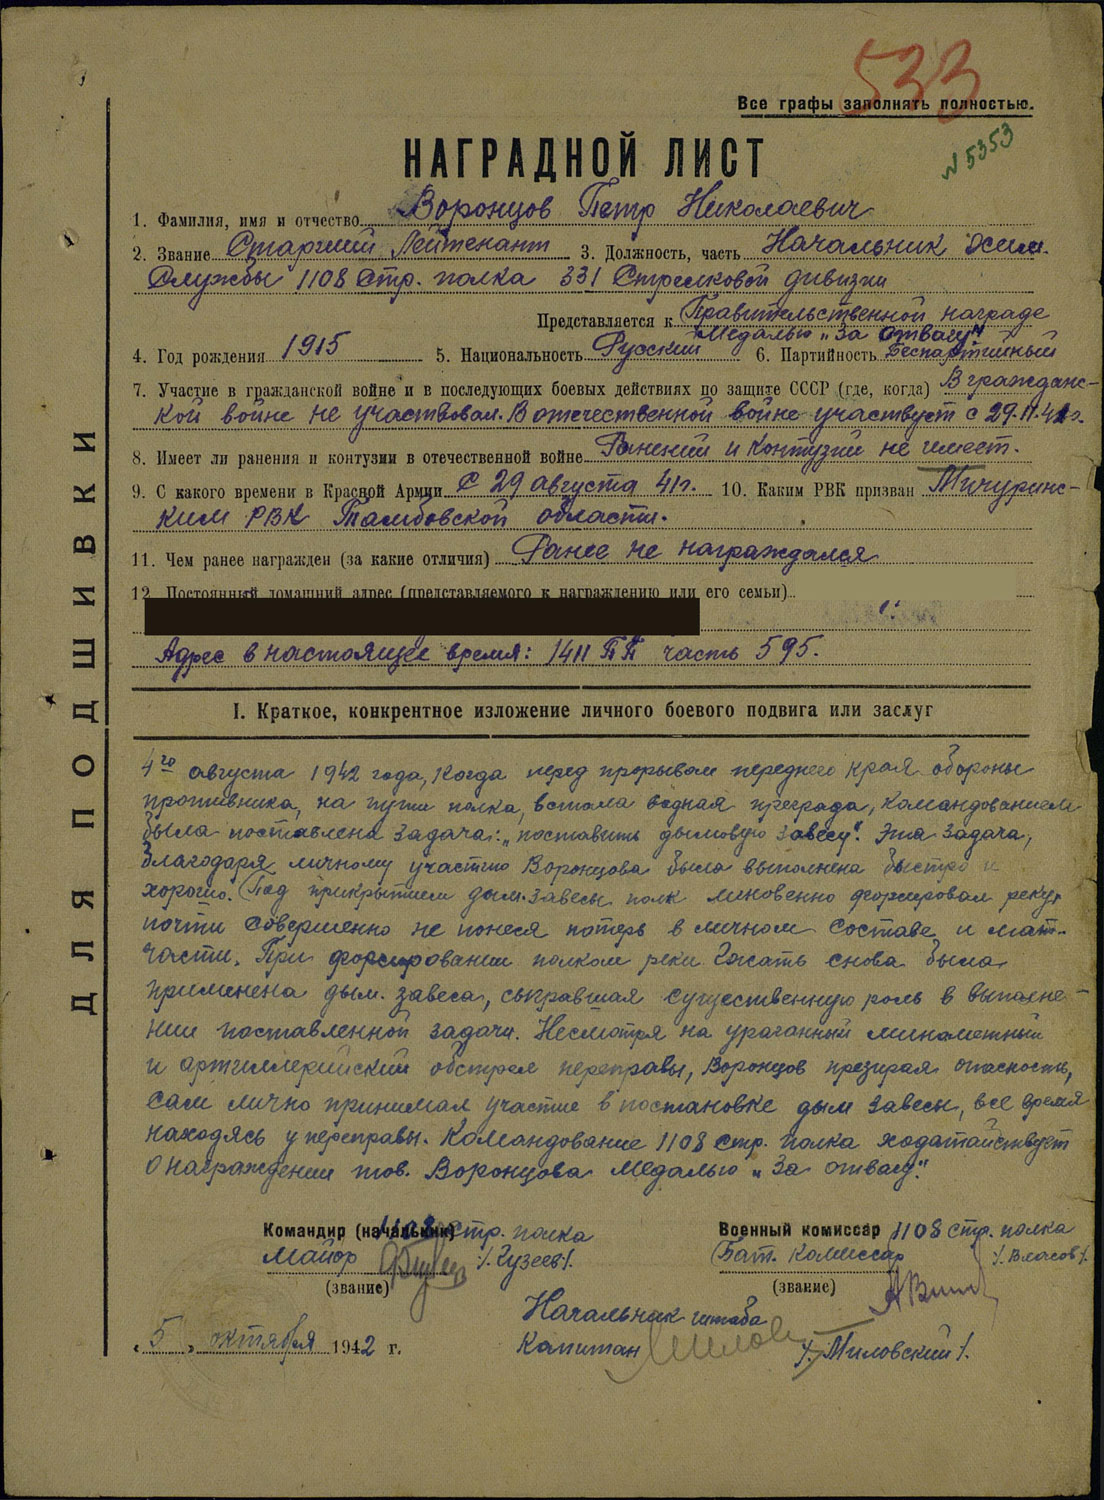 533
Все графы заполнять полностью.
№ 5353
НАГРАДНОЙ ЛИСТ
1. Фамилия, имя и отчество Воронцов Петр Николаевич
2. Звание Старший Лейтенант 3. Должность, часть Начальник Хим.
Службы 1108 Стр. полка 331 Стрелковой дивизии
Представляется к Правительственной награде
Медалью „За отвагу"
4. Год рождения 1915 5. Национальность Русский 6. Партийность Беспартийный
7. Участие в гражданской войне и в последующих боевых действиях по защите СССР (где, когда) В гражданс-
кой войне не участвовал. В отечественной войне участвует с 29.11.41г.
8. Имеет ли ранения и контузии в отечественной войне Ранений и контузий не имеет.
9. С какого времени в Красной Армии С 29 августа 41г. 10. Каким РВК призван Мичуринс-
ким РВК Тамбовской области.
11. Чем ранее награжден (за какие отличия) Ранее не награждался
12. Постоянный домашний адрес (представляемого к награждению или его семьи)
Адрес в настоящее время: 1411 ПП часть 595.
I. Краткое, конкрентное изложение личного боевого подвига или заслуг
4го августа 1942 года, когда перед прорывом переднего края обороны
противника, на пути полка, встала водная преграда, командованием
была поставлена задача: „поставить дымовую завесу". Эта задача,
благодаря личному участию Воронцова была выполнена быстро и
хорошо. Под прикрытием дым. завесы полк мгновенно форсировал реку,
почти совершенно не понеся потерь в личном составе и мат-
части. При форсировании полком реки Гжать снова была
применена дым. завеса, сыгравшая существенную роль в выполне-
нии поставленной задачи. Несмотря на ураганный минометный
и артиллерийский обстрел переправы, Воронцов презирая опасность,
сам лично принимал участие в постановке дым завесы, все время
находясь у переправы. Командование 1108 стр. полка ходатайствует
о награждении тов. Воронцова Медалью „За отвагу".
Командир (начальник) 1108 стр. полка
Майор /Гузеев/.
(звание)
Военный комиссар 1108 стр. полка
Бат. комиссар /Власов/.
(звание)
Начальник штаба
Капитан /Миловский/.
„5" октября 1942 г.
ДЛЯ ПОДШИВКИ